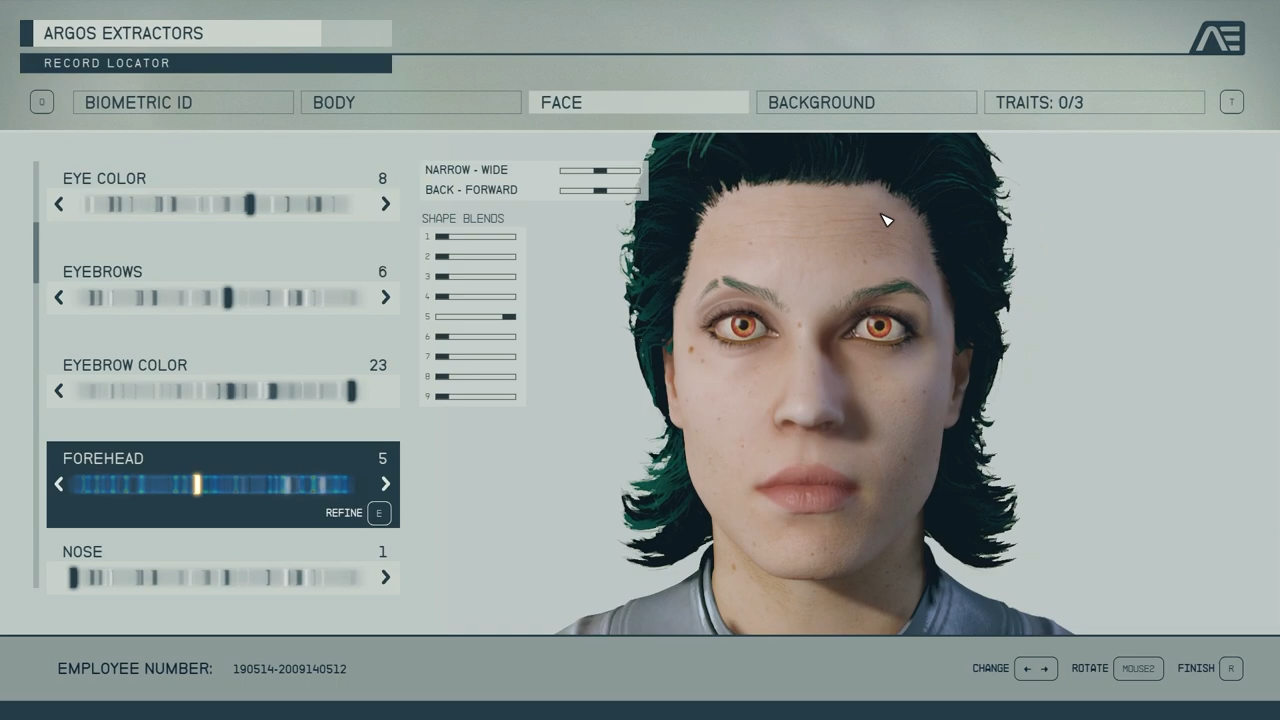 ARGOS EXTRACTORS
RECORD LOCATOR
AE
Q BIOMETRIC ID BODY FACE BACKGROUND TRAITS: 0/3 T
EYE COLOR 8
EYEBROWS 6
EYEBROW COLOR 23
FOREHEAD 5
REFINE E
NOSE 1
NARROW - WIDE
BACK - FORWARD
SHAPE BLENDS
1
2
3
4
5
6
7
8
9
EMPLOYEE NUMBER: 190514-2009140512
CHANGE ← → ROTATE MOUSE2 FINISH R